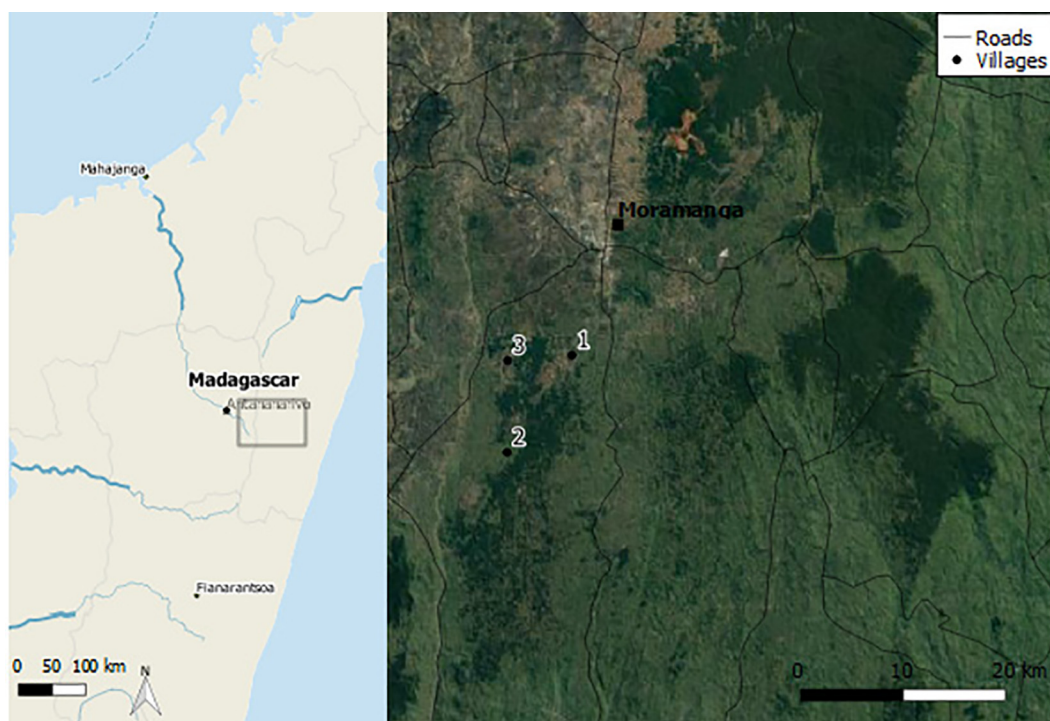 Mahajanga
Madagascar
Antananarivo
Fianarantsoa
0 50 100 km
N
Roads
Villages
Moramanga
3
1
2
0 10 20 km